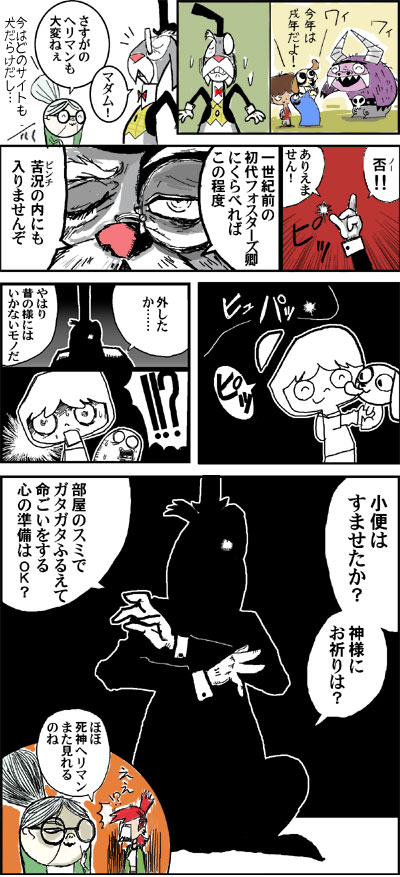 今年は
戌年だよ!
ワィ
ワィ
さすがの
ヘリマンも
大変ねぇ
マダム!
今はどのサイトも
犬だらけだし…
否!!
ノー
ありえま
せん!
ピッ
一世紀前の
初代フォスターズ卿
にくらべれば
この程度
苦況の内にも
ピンチ
入りませんぞ
ヒュパッ
ピッ
外した
か……
やはり
昔の様には
いかないモノだ
!!!?
小便は
すませたか?
神様に
お祈りは?
部屋のスミで
ガタガタふるえて
命ごいをする
心の準備はOK?
ほほ
死神ヘリマン
また見れる
のね
ええ
!?